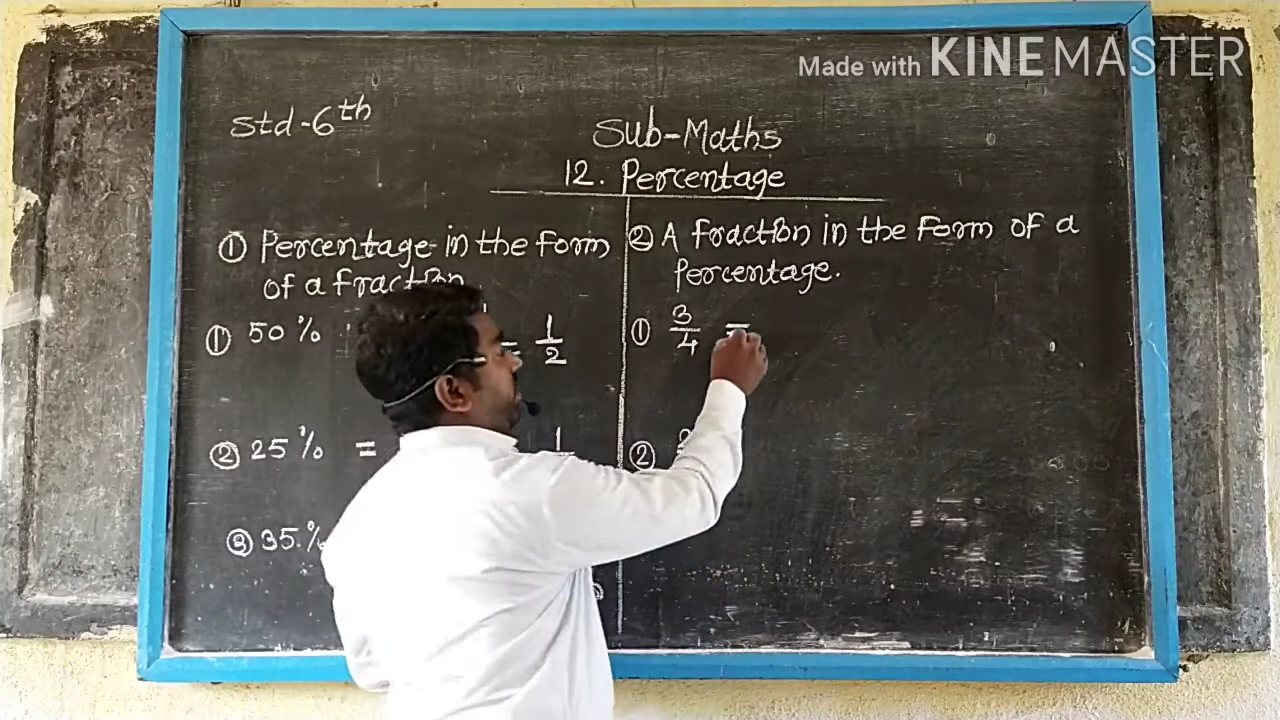 Made with KINEMASTER
Std-6th
Sub-Maths
12. Percentage
① Percentage in the form
of a fraction
① 50%
= 1/2
② 25% =
1
③ 35%
② A fraction in the form of a
Percentage.
① 3/4 =
②